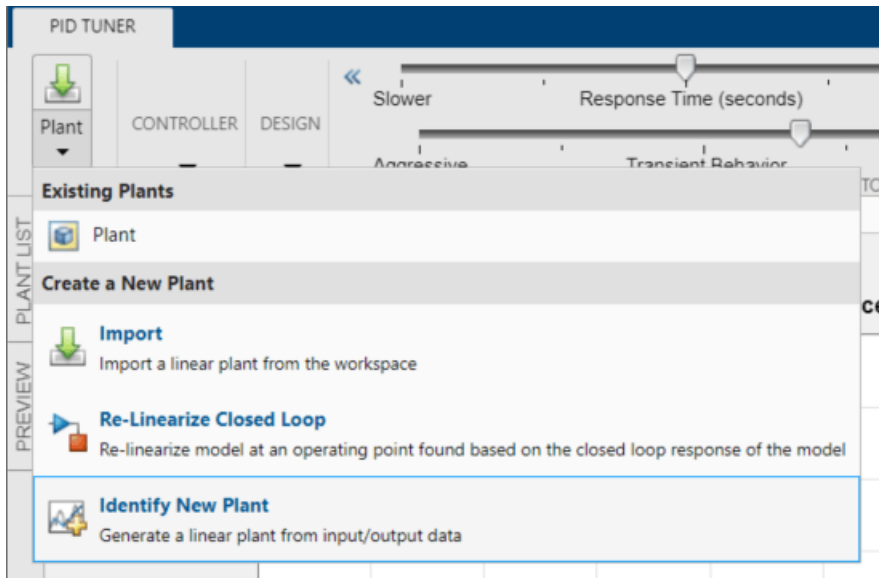 PID TUNER
Plant
CONTROLLER
DESIGN
Slower
Response Time (seconds)
Aggressive
Transient Behavior
TO
Existing Plants
Plant
Create a New Plant
ce
Import
Import a linear plant from the workspace
Re-Linearize Closed Loop
Re-linearize model at an operating point found based on the closed loop response of the model
Identify New Plant
Generate a linear plant from input/output data
PLANT LIST
PREVIEW